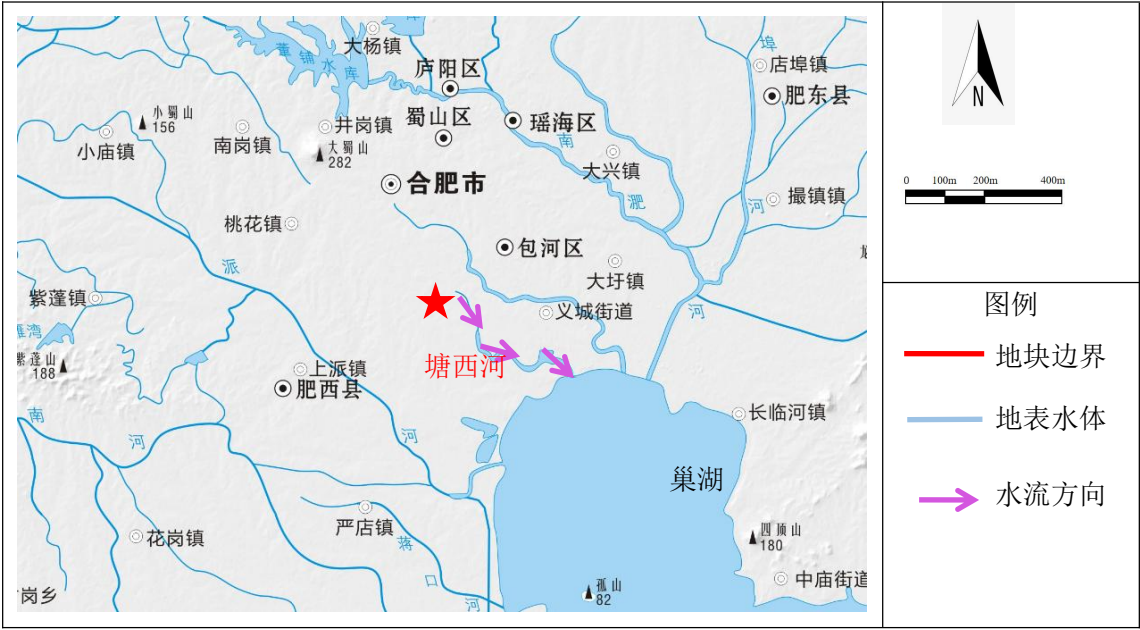 大杨镇
董铺水库
庐阳区
埠
店埠镇
肥东县
小蜀山
156
小庙镇
南岗镇
井岗镇
大蜀山
282
蜀山区
瑶海区
南
大兴镇
合肥市
淝
河
撮镇镇
桃花镇
包河区
派
大圩镇
紫蓬镇
义城街道
河
雁湾
紫蓬山
188
塘西河
上派镇
肥西县
长临河镇
南
河
河
巢湖
花岗镇
严店镇
蒋
口
河
四顶山
180
中庙街道
孤山
82
岗乡
N
0 100m 200m 400m
图例
地块边界
地表水体
水流方向